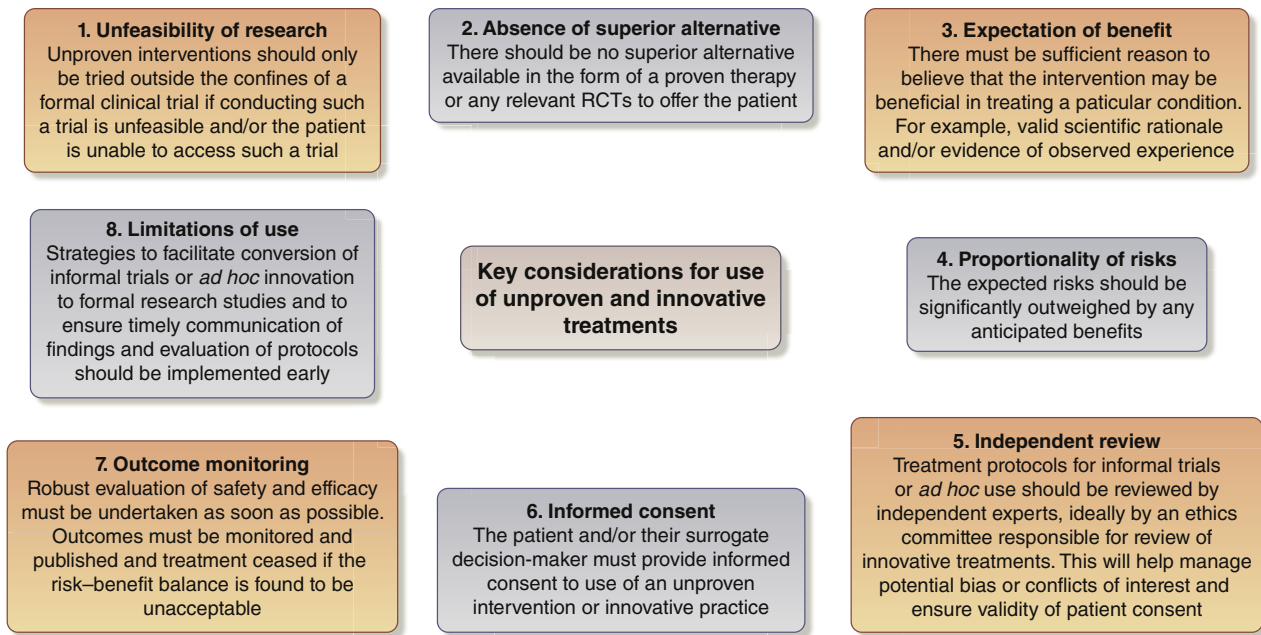 1. Unfeasibility of research
Unproven interventions should only
be tried outside the confines of a
formal clinical trial if conducting such
a trial is unfeasible and/or the patient
is unable to access such a trial
2. Absence of superior alternative
There should be no superior alternative
available in the form of a proven therapy
or any relevant RCTs to offer the patient
3. Expectation of benefit
There must be sufficient reason to
believe that the intervention may be
beneficial in treating a paticular condition.
For example, valid scientific rationale
and/or evidence of observed experience
8. Limitations of use
Strategies to facilitate conversion of
informal trials or ad hoc innovation
to formal research studies and to
ensure timely communication of
findings and evaluation of protocols
should be implemented early
Key considerations for use
of unproven and innovative
treatments
4. Proportionality of risks
The expected risks should be
significantly outweighed by any
anticipated benefits
7. Outcome monitoring
Robust evaluation of safety and efficacy
must be undertaken as soon as possible.
Outcomes must be monitored and
published and treatment ceased if the
risk–benefit balance is found to be
unacceptable
6. Informed consent
The patient and/or their surrogate
decision-maker must provide informed
consent to use of an unproven
intervention or innovative practice
5. Independent review
Treatment protocols for informal trials
or ad hoc use should be reviewed by
independent experts, ideally by an ethics
committee responsible for review of
innovative treatments. This will help manage
potential bias or conflicts of interest and
ensure validity of patient consent